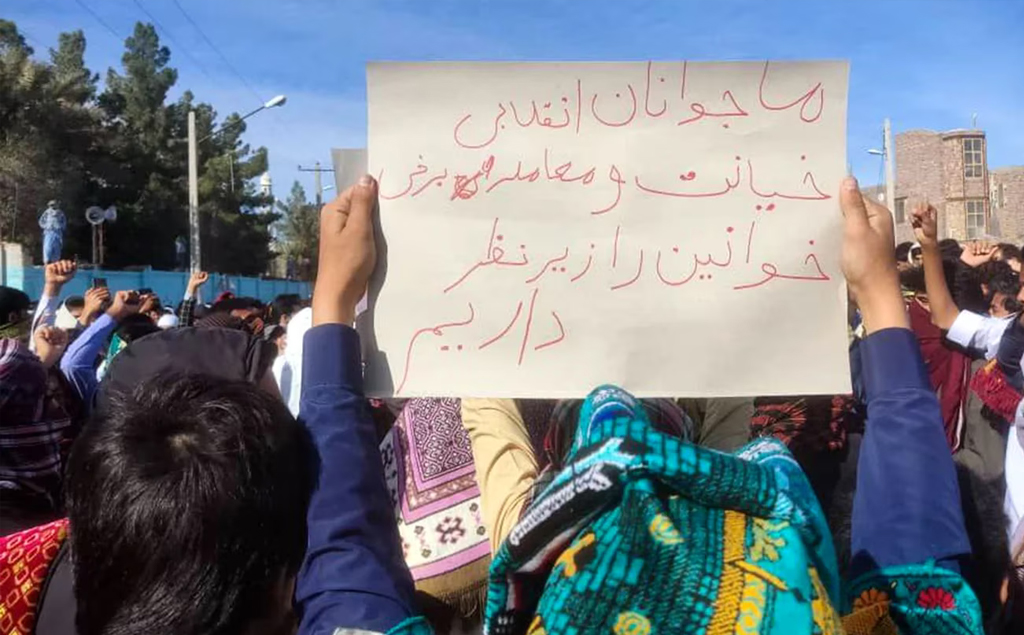 ما جوانان انقلابی
خیانت و معامله برخی
خوانین را زیر نظر
داریم